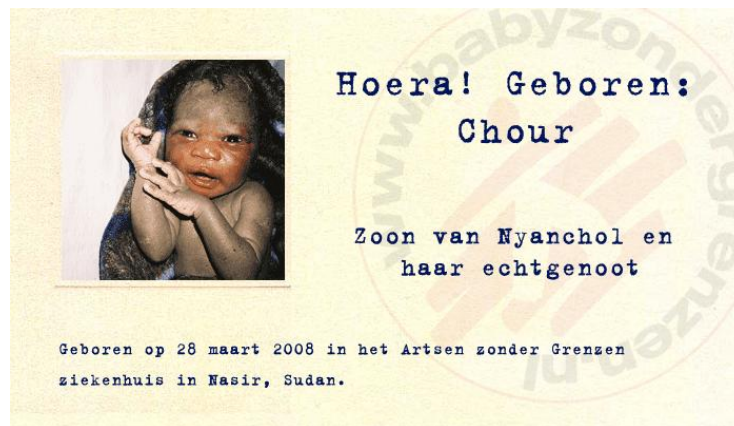 Hoera! Geboren:
Chour
Zoon van Nyanchol en
haar echtgenoot
Geboren op 28 maart 2008 in het Artsen zonder Grenzen
ziekenhuis in Nasir, Sudan.
www.babyzondergrenzen.nl